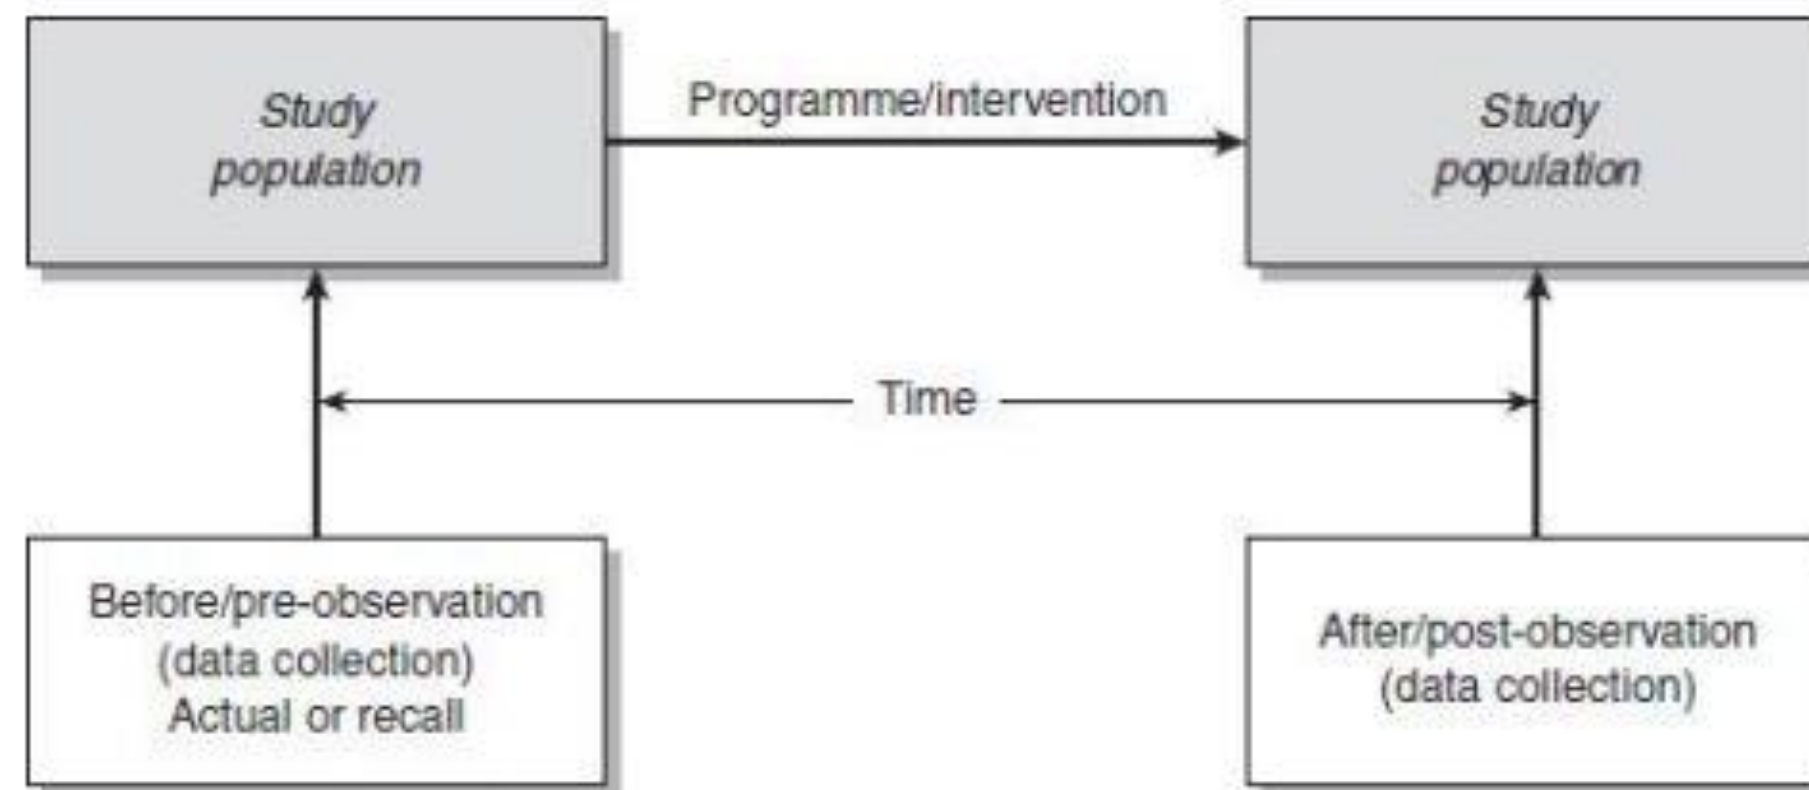 Study
population
Programme/intervention
Study
population
Time
Before/pre-observation
(data collection)
Actual or recall
After/post-observation
(data collection)